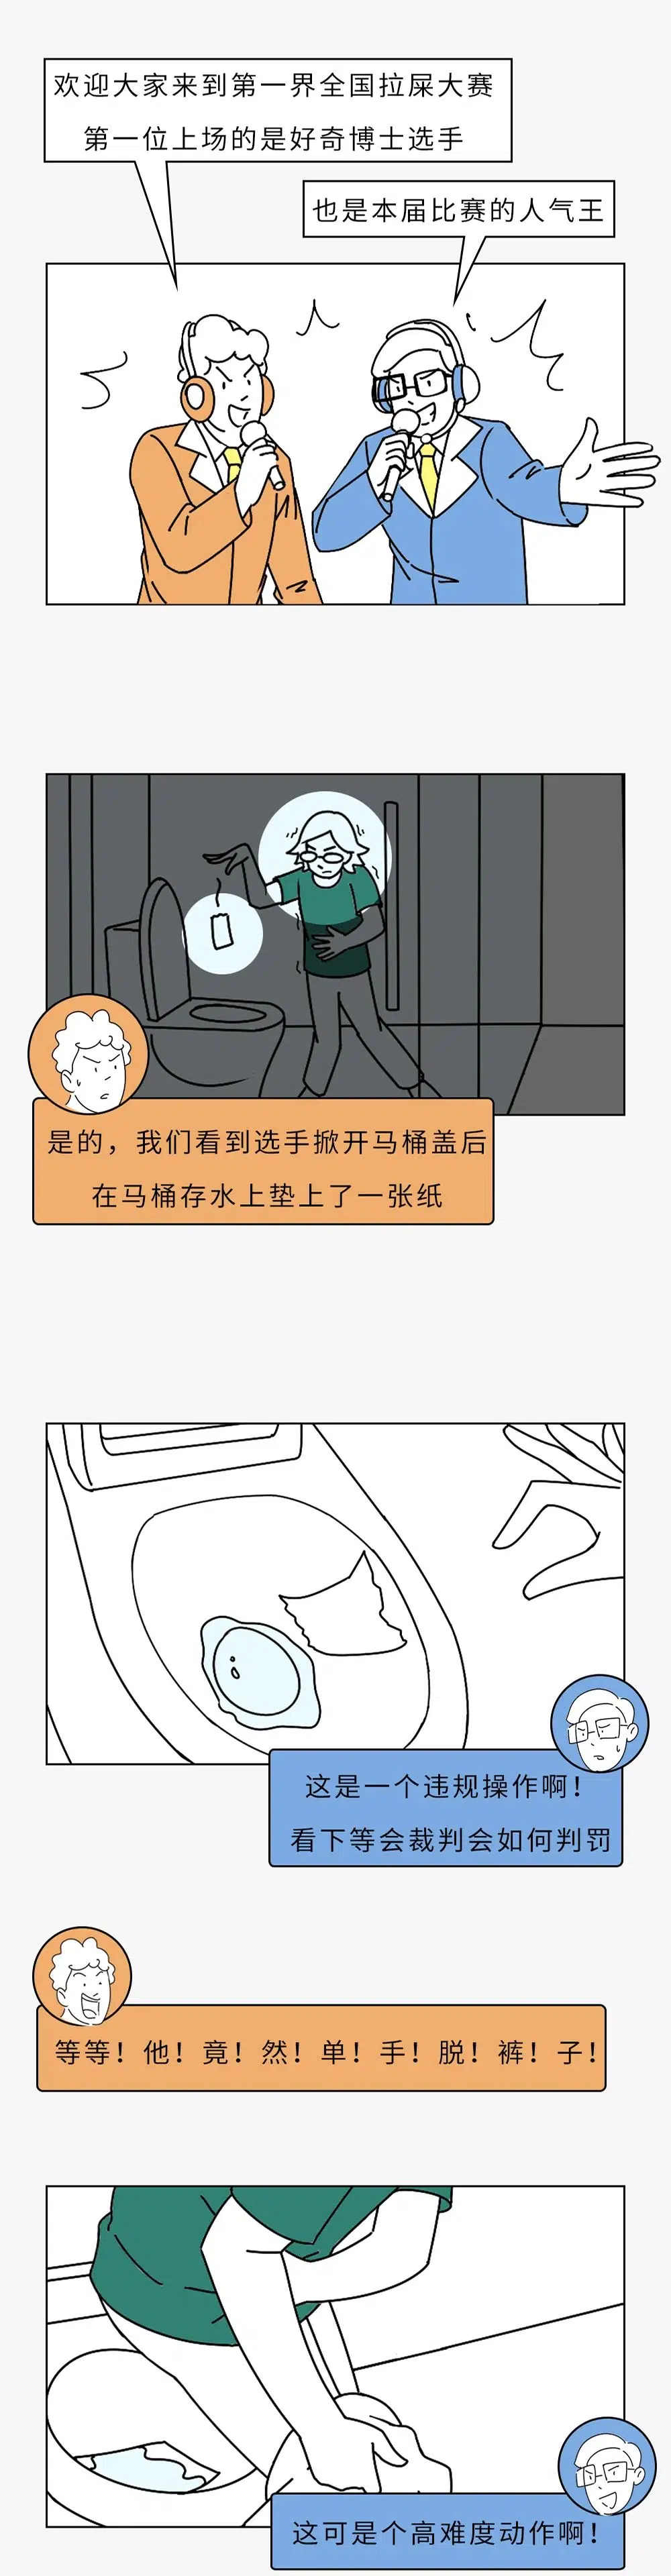 欢迎大家来到第一界全国拉屎大赛
第一位上场的是好奇博士选手
也是本届比赛的人气王
是的，我们看到选手掀开马桶盖后
在马桶存水上垫上了一张纸
这是一个违规操作啊！
看下等会裁判会如何判罚
等等！他！竟！然！单！手！脱！裤！子！
这可是个高难度动作啊！